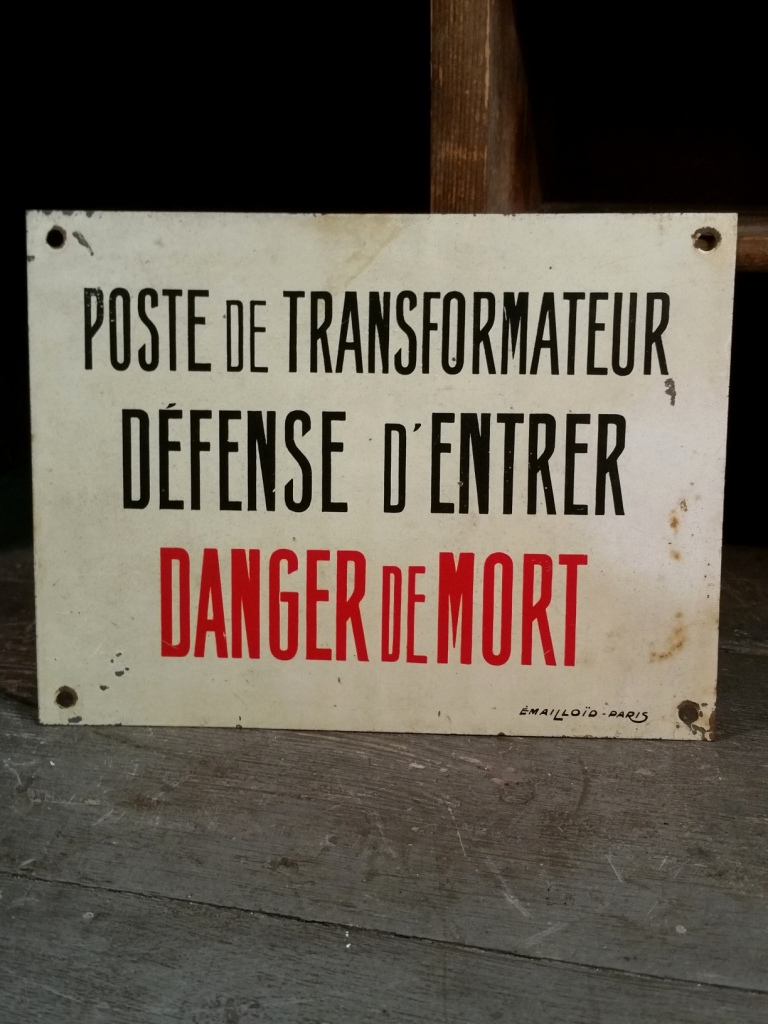 POSTE DE TRANSFORMATEUR
DÉFENSE D'ENTRER
DANGER DE MORT
ÉMAILLOÏD-PARIS